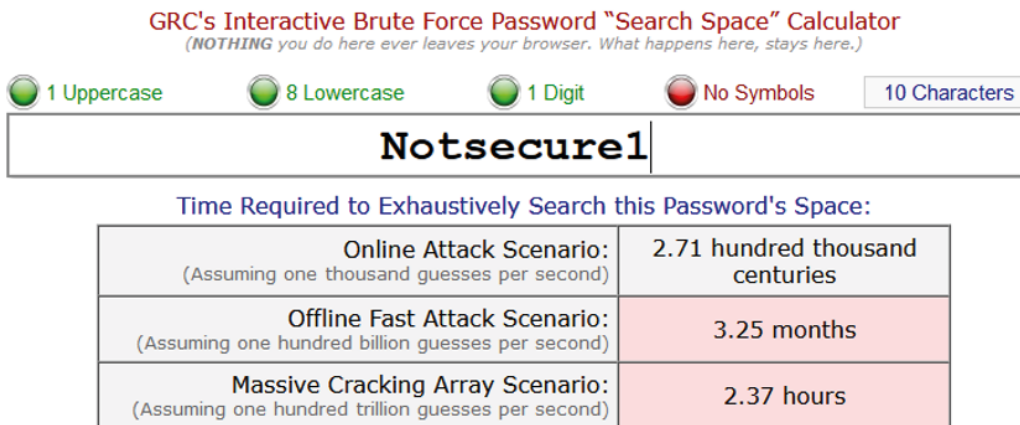 GRC's Interactive Brute Force Password “Search Space” Calculator
(NOTHING you do here ever leaves your browser. What happens here, stays here.)
1 Uppercase 8 Lowercase 1 Digit No Symbols 10 Characters
Notsecure1
Time Required to Exhaustively Search this Password's Space:
Online Attack Scenario:
(Assuming one thousand guesses per second)
2.71 hundred thousand
centuries
Offline Fast Attack Scenario:
(Assuming one hundred billion guesses per second)
3.25 months
Massive Cracking Array Scenario:
(Assuming one hundred trillion guesses per second)
2.37 hours